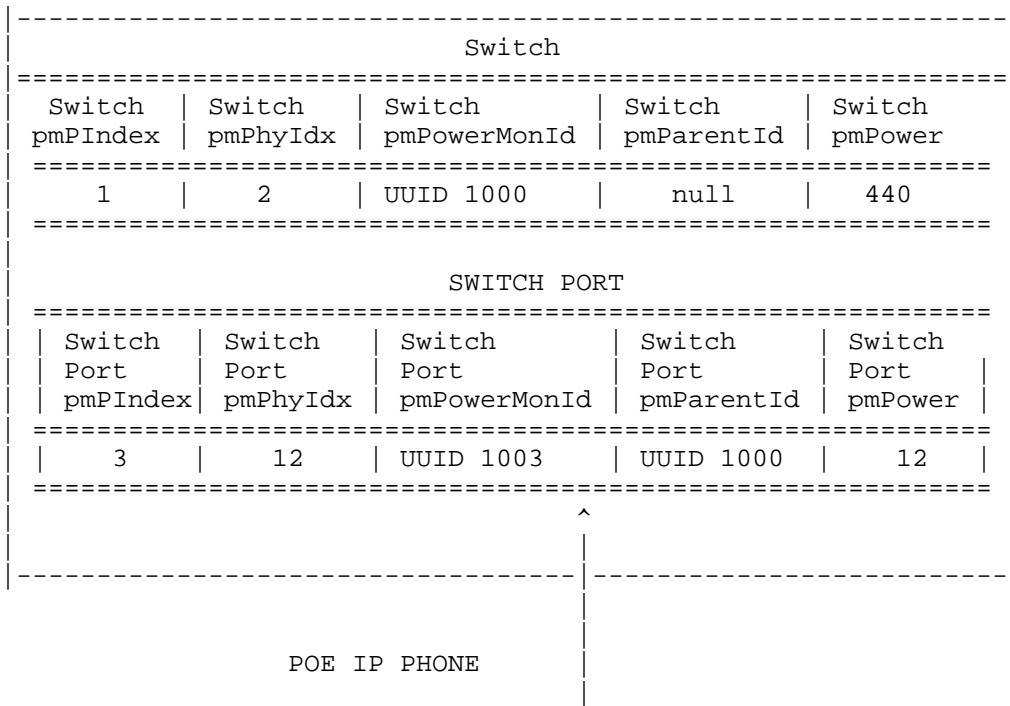 |--------------------------------------------------------------
| Switch
|==============================================================
| Switch | Switch | Switch | Switch | Switch
| pmPIndex | pmPhyIdx | pmPowerMonId | pmParentId | pmPower
| ============================================================
| 1 | 2 | UUID 1000 | null | 440
| ============================================================
|
| SWITCH PORT
| ============================================================
| | Switch | Switch | Switch | Switch | Switch
| | Port | Port | Port | Port | Port |
| | pmPIndex| pmPhyIdx | pmPowerMonId | pmParentId | pmPower |
| ============================================================
| | 3 | 12 | UUID 1003 | UUID 1000 | 12 |
| ============================================================
| ^
| |
|-----------------------------------|--------------------------
|
|
POE IP PHONE |
|